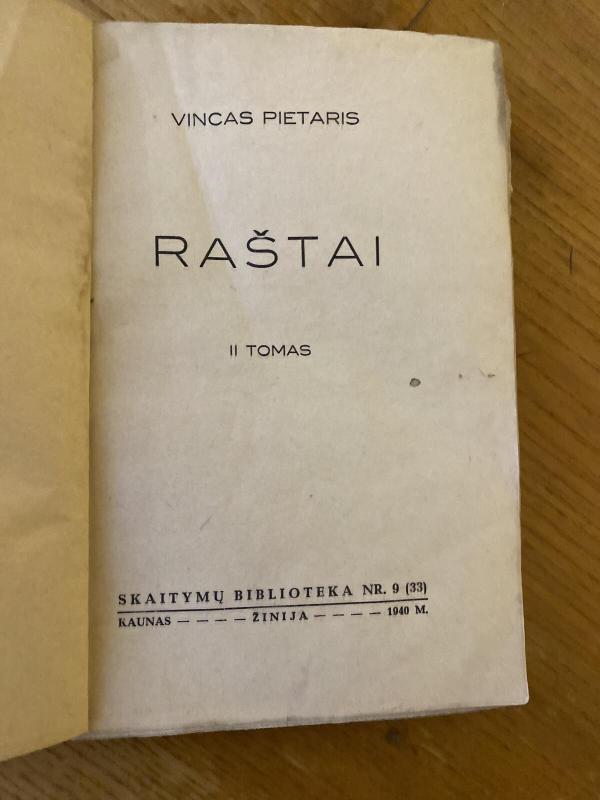 VINCAS PIETARIS
RAŠTAI
II TOMAS
SKAITYMŲ BIBLIOTEKA NR. 9 (33)
KAUNAS — — — — ŽINIJA — — — — 1940 M.